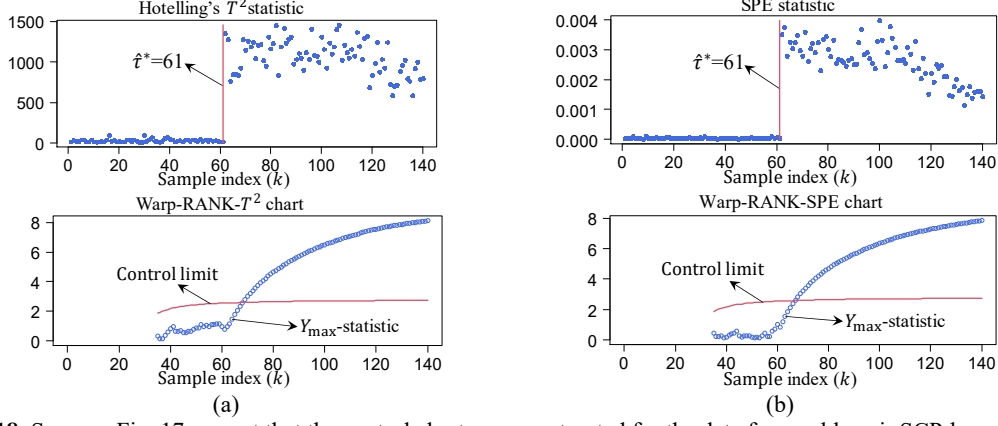 Hotelling's T² statistic
1500
1000
500
0
τ̂*=61
0 20 40 60 80 100 120 140
Sample index (k)
Warp-RANK-T² chart
8
6
4
2
0
Control limit
Ymax-statistic
0 20 40 60 80 100 120 140
Sample index (k)
(a)
SPE statistic
0.004
0.003
0.002
0.001
0.000
τ̂*=61
0 20 40 60 80 100 120 140
Sample index (k)
Warp-RANK-SPE chart
8
6
4
2
0
Control limit
Ymax-statistic
0 20 40 60 80 100 120 140
Sample index (k)
(b)